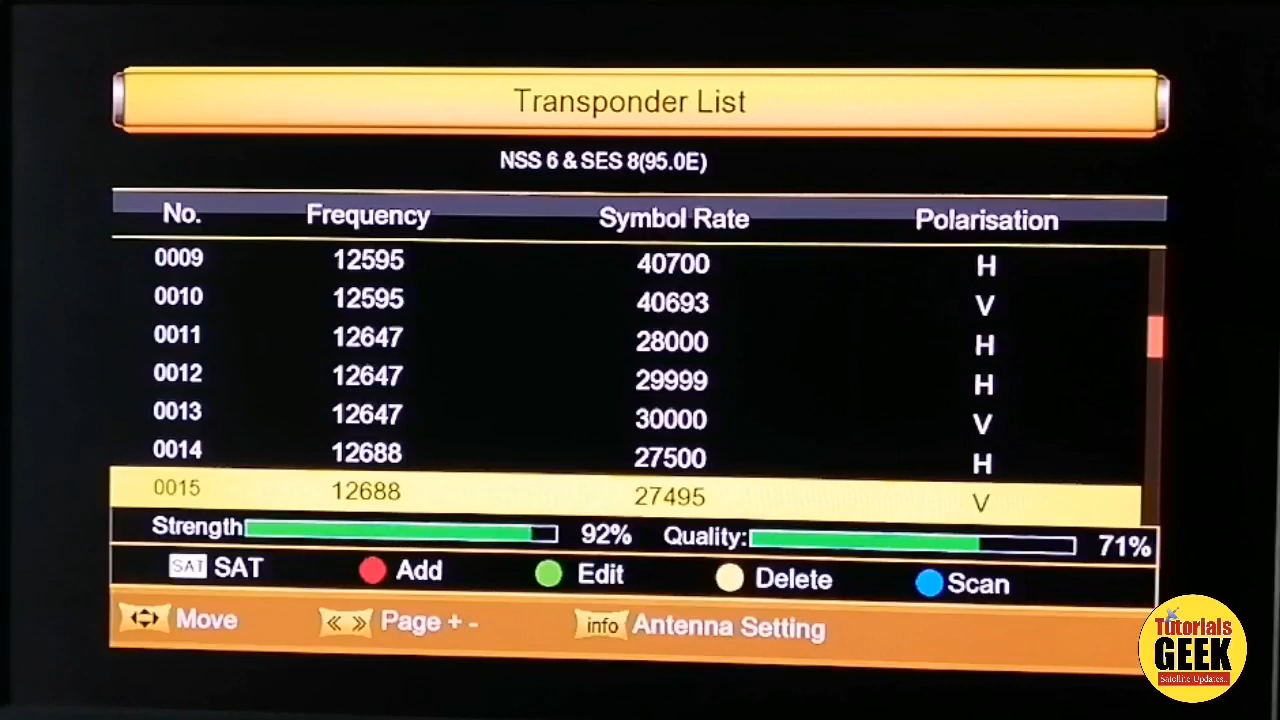 Transponder List
NSS 6 & SES 8(95.0E)
No. Frequency Symbol Rate Polarisation
0009 12595 40700 H
0010 12595 40693 V
0011 12647 28000 H
0012 12647 29999 H
0013 12647 30000 V
0014 12688 27500 H
0015 12688 27495 V
Strength 92% Quality: 71%
SAT SAT Add Edit Delete Scan
Move Page + - info Antenna Setting
Tutorials
GEEK
Satellite Updates..